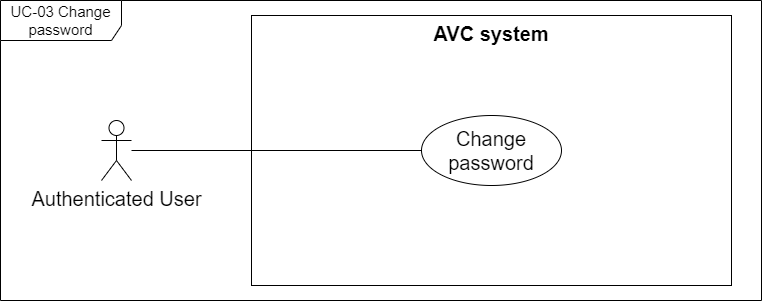 UC-03 Change
password
AVC system
Change
password
Authenticated User